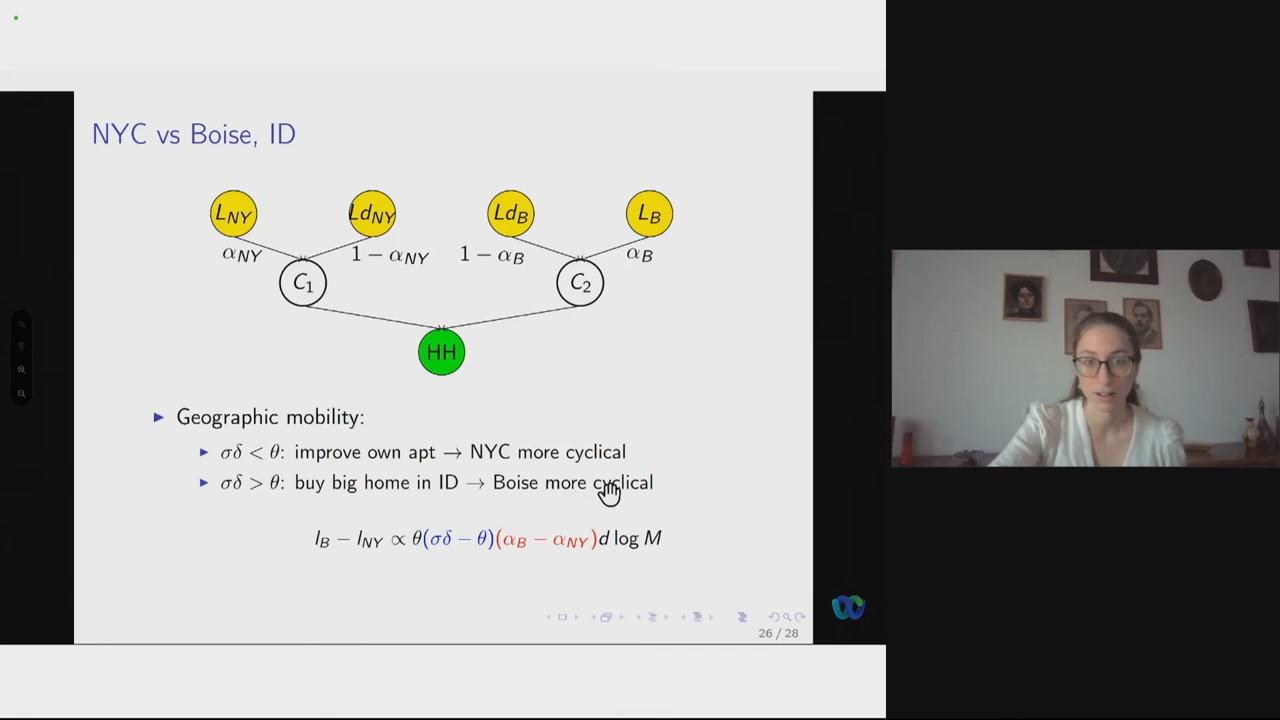 NYC vs Boise, ID
L_NY Ld_NY Ld_B L_B
α_NY 1 − α_NY 1 − α_B α_B
C_1 C_2
HH
▶ Geographic mobility:
▶ σδ < θ: improve own apt → NYC more cyclical
▶ σδ > θ: buy big home in ID → Boise more cyclical
l_B − l_NY ∝ θ(σδ − θ)(α_B − α_NY)d log M
26 / 28